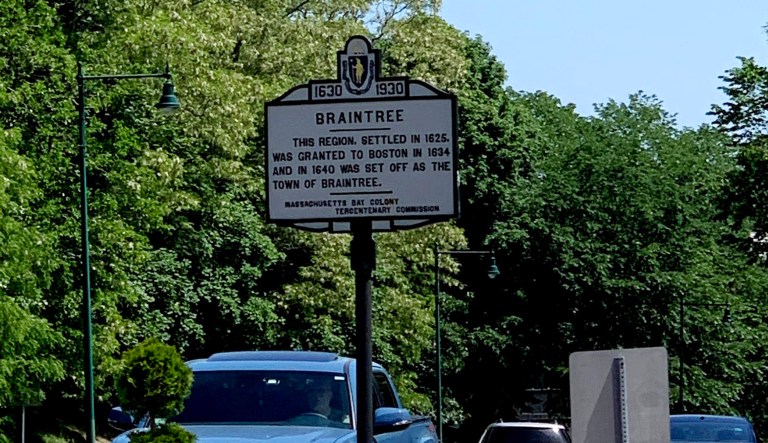 1630 1930
BRAINTREE
THIS REGION, SETTLED IN 1625,
WAS GRANTED TO BOSTON IN 1634
AND IN 1640 WAS SET OFF AS THE
TOWN OF BRAINTREE.
MASSACHUSETTS BAY COLONY
TERCENTENARY COMMISSION